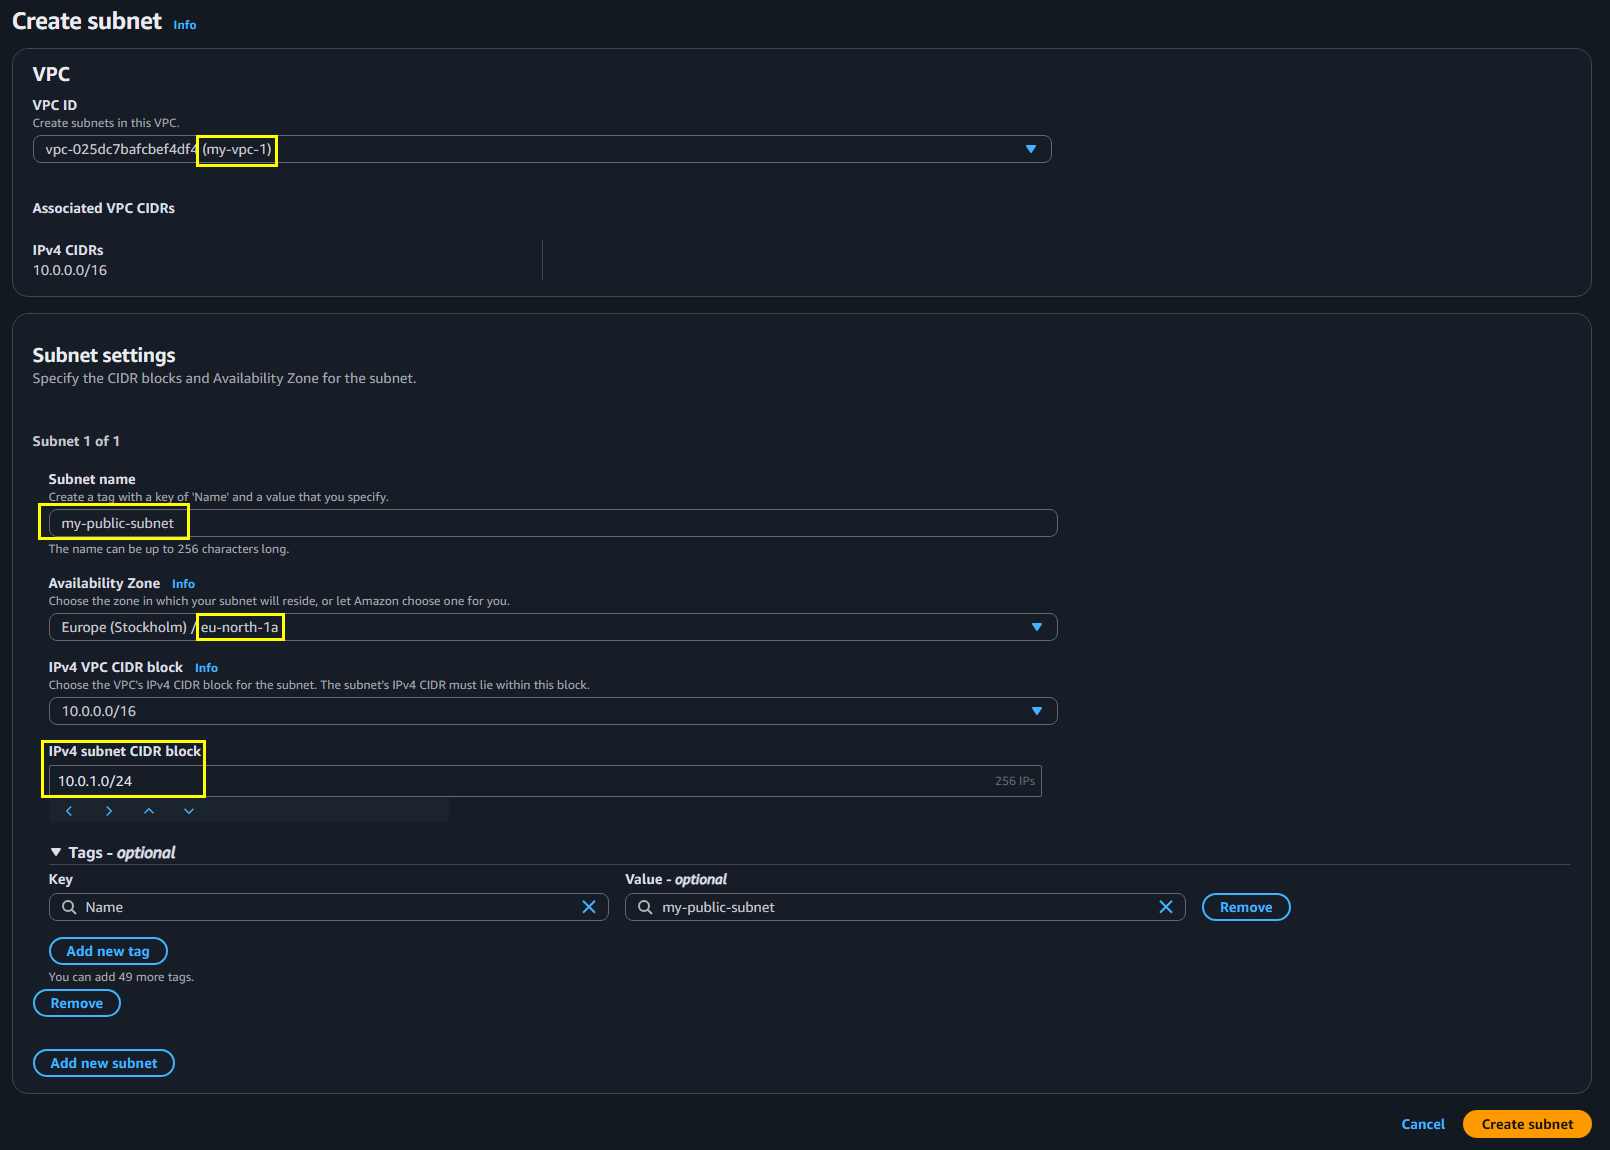 Create subnet Info
VPC
VPC ID
Create subnets in this VPC.
vpc-025dc7bafcbef4df4 (my-vpc-1)
Associated VPC CIDRs
IPv4 CIDRs
10.0.0.0/16
Subnet settings
Specify the CIDR blocks and Availability Zone for the subnet.
Subnet 1 of 1
Subnet name
Create a tag with a key of 'Name' and a value that you specify.
my-public-subnet
The name can be up to 256 characters long.
Availability Zone Info
Choose the zone in which your subnet will reside, or let Amazon choose one for you.
Europe (Stockholm) / eu-north-1a
IPv4 VPC CIDR block Info
Choose the VPC's IPv4 CIDR block for the subnet. The subnet's IPv4 CIDR must lie within this block.
10.0.0.0/16
IPv4 subnet CIDR block
10.0.1.0/24 256 IPs
Tags - optional
Key Value - optional
Name my-public-subnet Remove
Add new tag
You can add 49 more tags.
Remove
Add new subnet
Cancel Create subnet